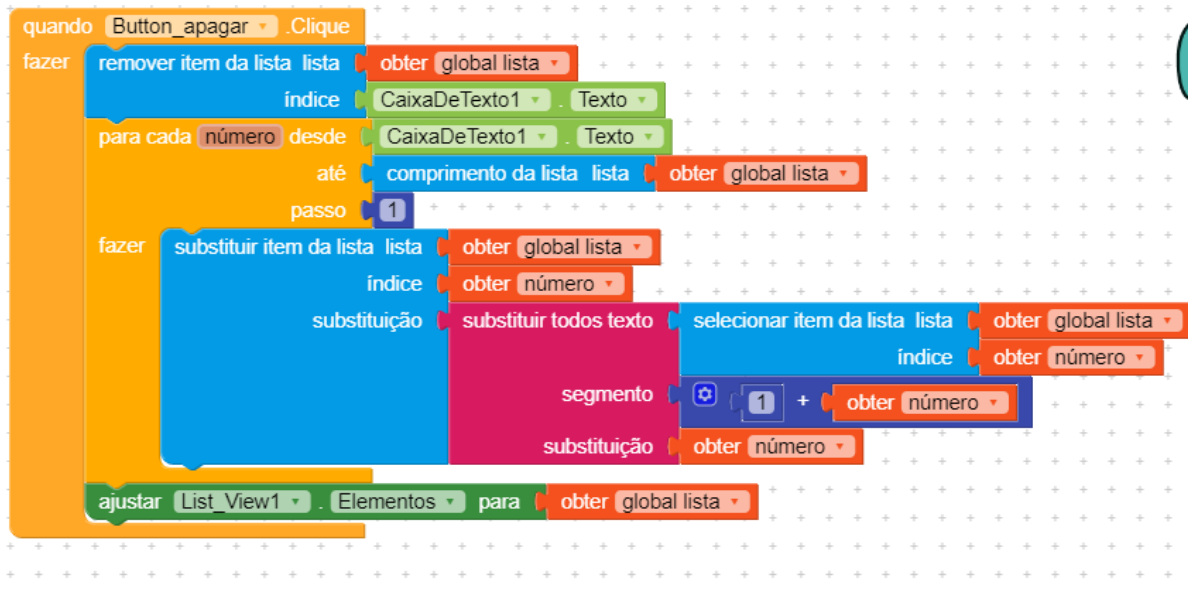 quando Button_apagar .Clique
fazer remover item da lista lista obter global lista
índice CaixaDeTexto1 . Texto
para cada número desde CaixaDeTexto1 . Texto
até comprimento da lista lista obter global lista
passo 1
fazer substituir item da lista lista obter global lista
índice obter número
substituição substituir todos texto selecionar item da lista lista obter global lista
índice obter número
segmento 1 + obter número
substituição obter número
ajustar List_View1 . Elementos para obter global lista